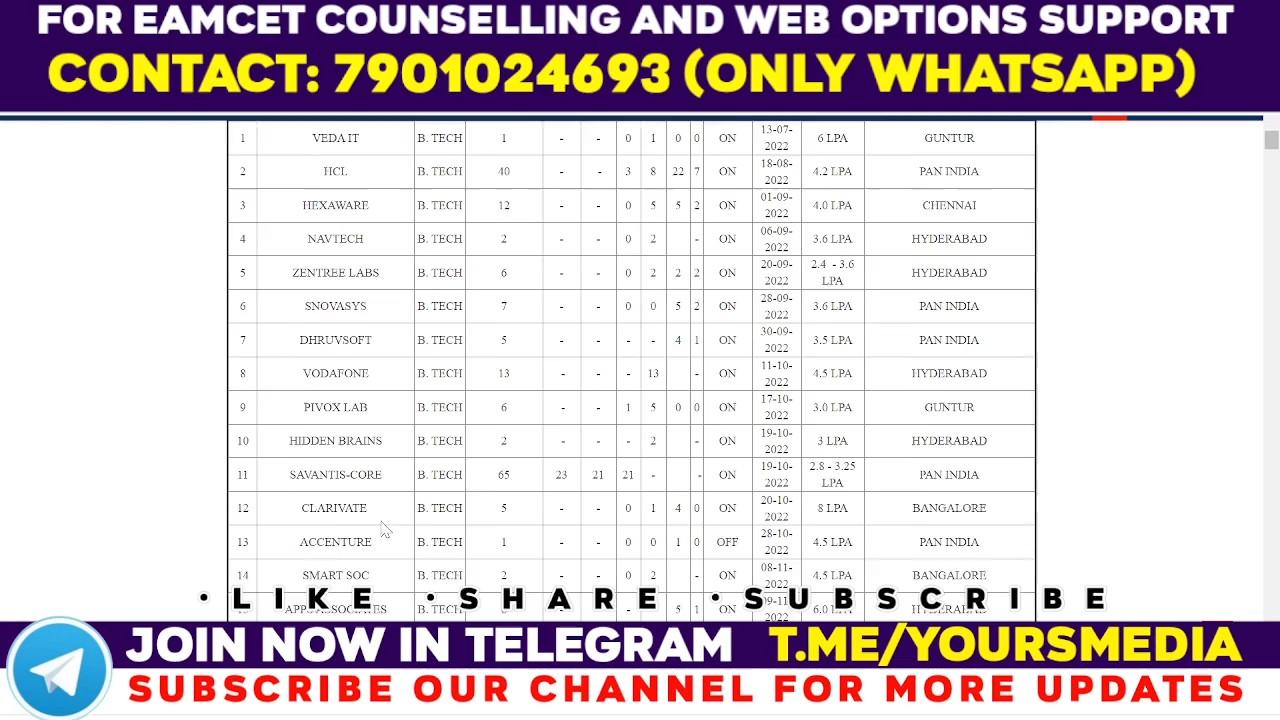 FOR EAMCET COUNSELLING AND WEB OPTIONS SUPPORT
CONTACT: 7901024693 (ONLY WHATSAPP)
1 VEDA IT B. TECH 1 - - 0 1 0 0 ON 13-07-2022 6 LPA GUNTUR
2 HCL B. TECH 40 - - 3 8 22 7 ON 18-08-2022 4.2 LPA PAN INDIA
3 HEXAWARE B. TECH 12 - - 0 5 5 2 ON 01-09-2022 4.0 LPA CHENNAI
4 NAVTECH B. TECH 2 - - 0 2 - ON 06-09-2022 3.6 LPA HYDERABAD
5 ZENTREE LABS B. TECH 6 - - 0 2 2 2 ON 20-09-2022 2.4 - 3.6 LPA HYDERABAD
6 SNOVASYS B. TECH 7 - - 0 0 5 2 ON 28-09-2022 3.6 LPA PAN INDIA
7 DHRUVSOFT B. TECH 5 - - - - 4 1 ON 30-09-2022 3.5 LPA PAN INDIA
8 VODAFONE B. TECH 13 - - - 13 - ON 11-10-2022 4.5 LPA HYDERABAD
9 PIVOX LAB B. TECH 6 - - 1 5 0 0 ON 17-10-2022 3.0 LPA GUNTUR
10 HIDDEN BRAINS B. TECH 2 - - - 2 - ON 19-10-2022 3 LPA HYDERABAD
11 SAVANTIS-CORE B. TECH 65 23 21 21 - - ON 19-10-2022 2.8 - 3.25 LPA PAN INDIA
12 CLARIVATE B. TECH 5 - - 0 1 4 0 ON 20-10-2022 8 LPA BANGALORE
13 ACCENTURE B. TECH 1 - - 0 0 1 0 OFF 28-10-2022 4.5 LPA PAN INDIA
14 SMART SOC B. TECH 2 - - 0 2 - ON 08-11-2022 4.5 LPA BANGALORE
B. TECH 5 1 ON 2022 6.0 LPA HYDERABAD
·LIKE ·SHARE ·SUBSCRIBE
JOIN NOW IN TELEGRAM T.ME/YOURSMEDIA
SUBSCRIBE OUR CHANNEL FOR MORE UPDATES